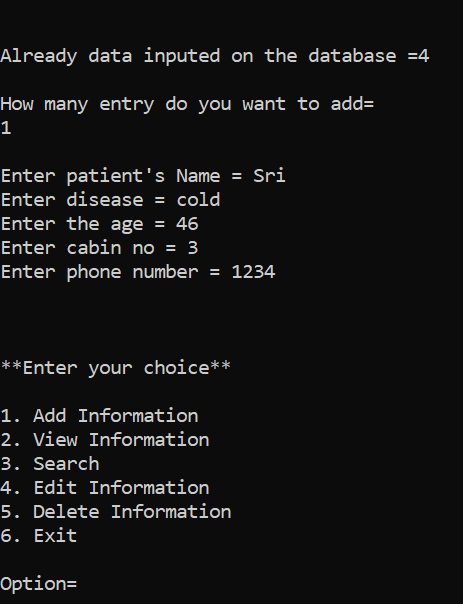 Already data inputed on the database =4
How many entry do you want to add=
1
Enter patient's Name = Sri
Enter disease = cold
Enter the age = 46
Enter cabin no = 3
Enter phone number = 1234
**Enter your choice**
1. Add Information
2. View Information
3. Search
4. Edit Information
5. Delete Information
6. Exit
Option=